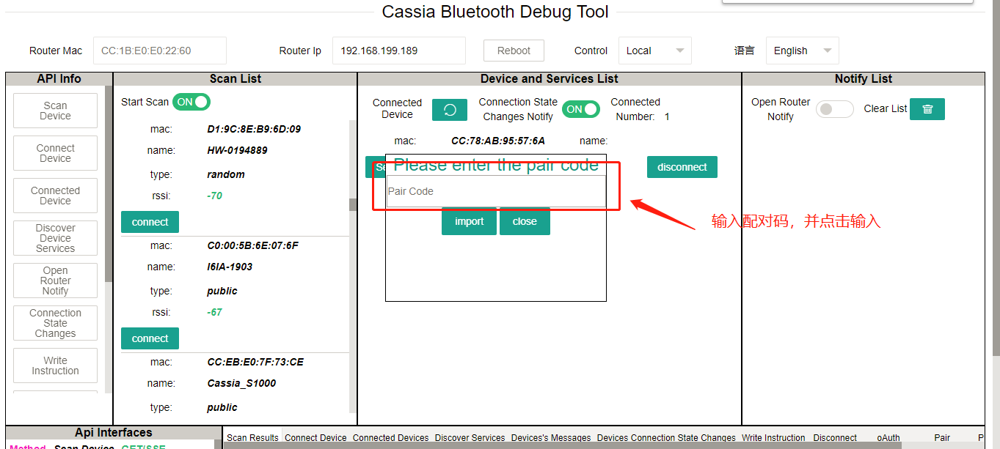 Cassia Bluetooth Debug Tool
Router Mac CC:1B:E0:E0:22:60 Router Ip 192.168.199.189 Reboot Control Local 语言 English
API Info
Scan
Device
Connect
Device
Connected
Device
Discover
Device
Services
Open
Router
Notify
Connection
State
Changes
Write
Instruction
Scan List
Start Scan ON
mac: D1:9C:8E:B9:6D:09
name: HW-0194889
type: random
rssi: -70
connect
mac: C0:00:5B:6E:07:6F
name: I6IA-1903
type: public
rssi: -67
connect
mac: CC:EB:E0:7F:73:CE
name: Cassia_S1000
type: public
Device and Services List
Connected
Device
Connection State
Changes Notify
ON
Connected
Number: 1
mac: CC:78:AB:95:57:6A name:
Se
disconnect
Please enter the pair code
Pair Code
import close
输入配对码，并点击输入
Notify List
Open Router
Notify
Clear List
Api Interfaces
Method Scan Device GET/SSE
Scan Results Connect Device Connected Devices Discover Services Devices's Messages Devices Connection State Changes Write Instruction Disconnect oAuth Pair P